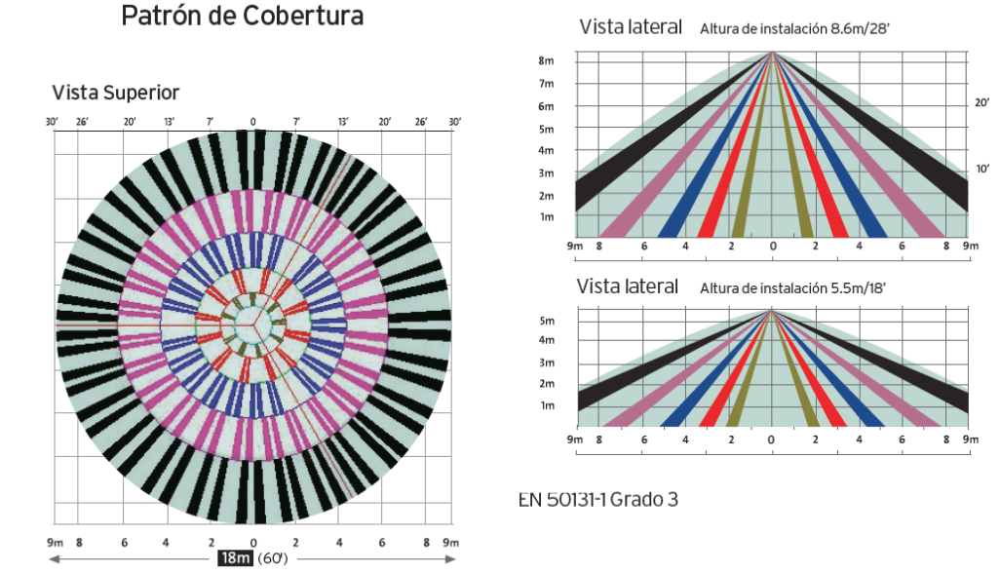 Patrón de Cobertura
Vista Superior
30' 26' 20' 13' 7' 0 7' 13' 20' 26' 30'
9m 8 6 4 2 0 2 4 6 8 9m
18m (60')
Vista lateral Altura de instalación 8.6m/28'
8m
7m
6m
20'
5m
4m
3m
10'
2m
1m
9m 8 6 4 2 0 2 4 6 8 9m
Vista lateral Altura de instalación 5.5m/18'
5m
4m
3m
2m
1m
9m 8 6 4 2 0 2 4 6 8 9m
EN 50131-1 Grado 3